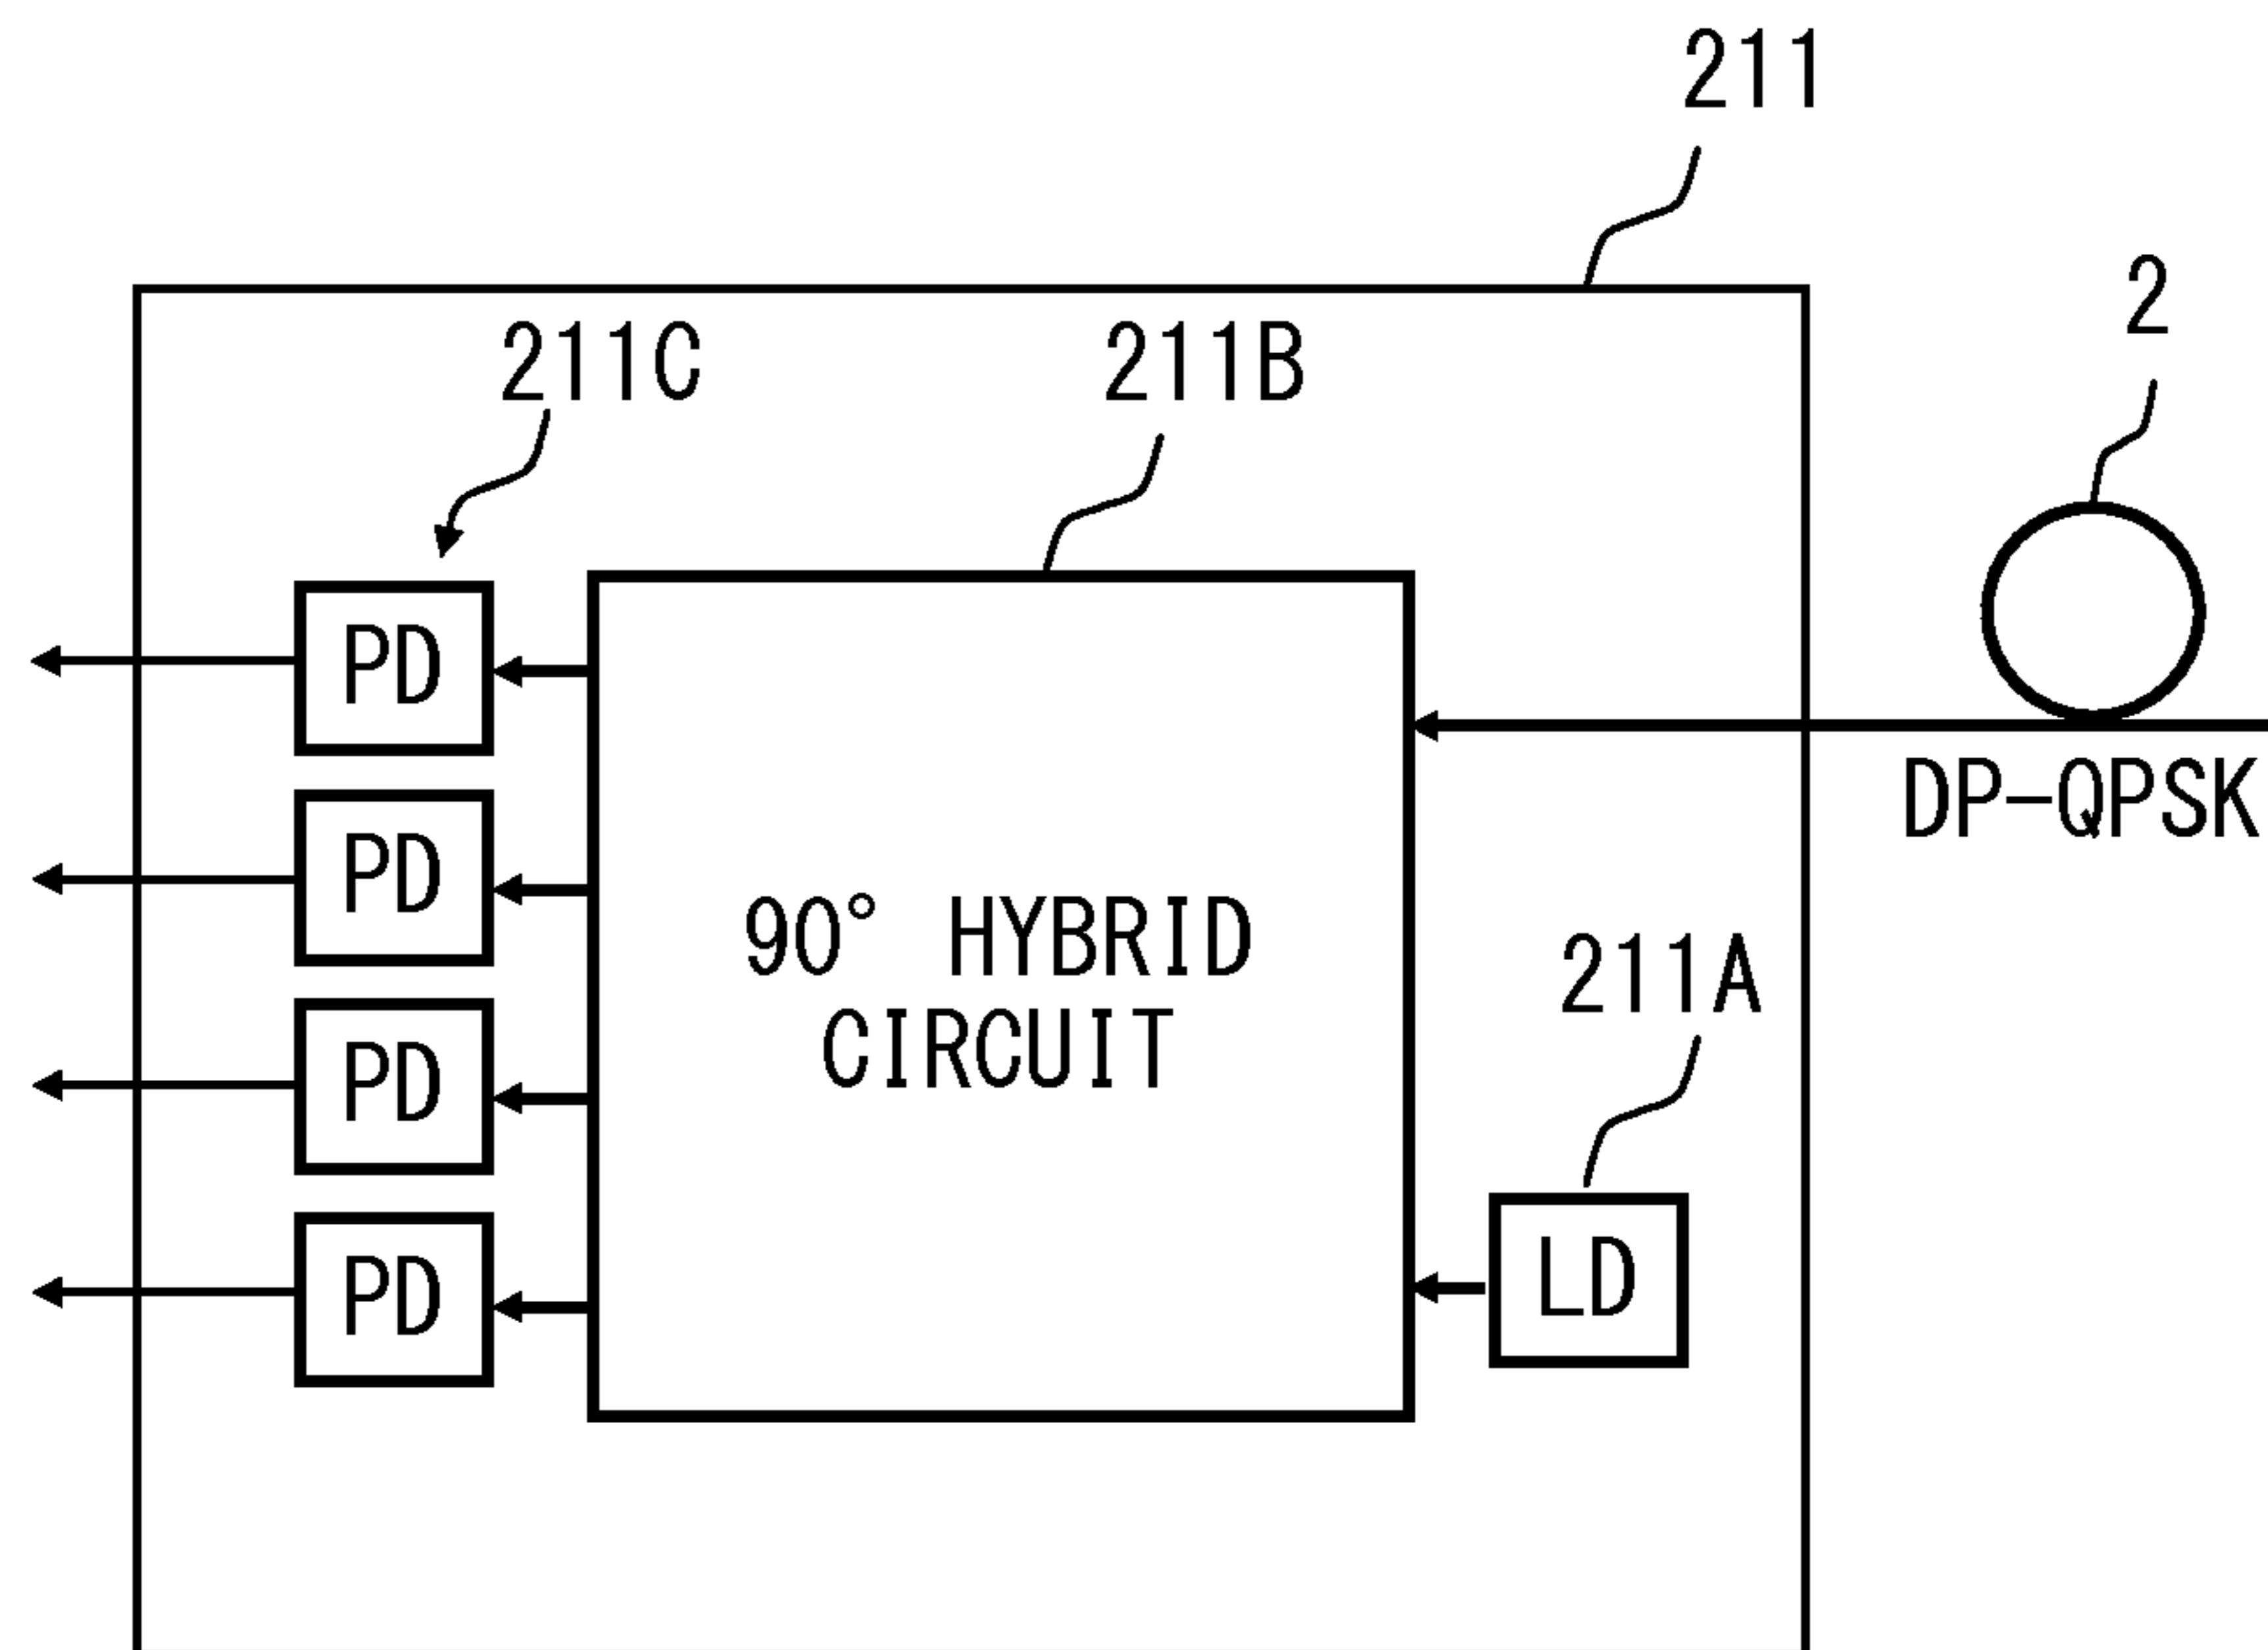 211
2
211C
211B
PD
DP-QPSK
PD
90° HYBRID
CIRCUIT
211A
PD
LD
PD